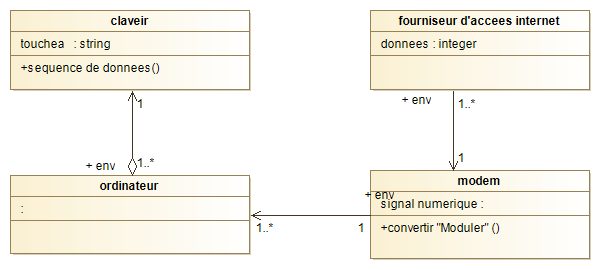 claveir
touchea : string
+sequence de donnees()
fourniseur d'accees internet
donnees : integer
+ env
1..*
1
1
1..*
+ env
ordinateur
:
modem
+ env
signal numerique :
+convertir "Moduler" ()
1..*
1